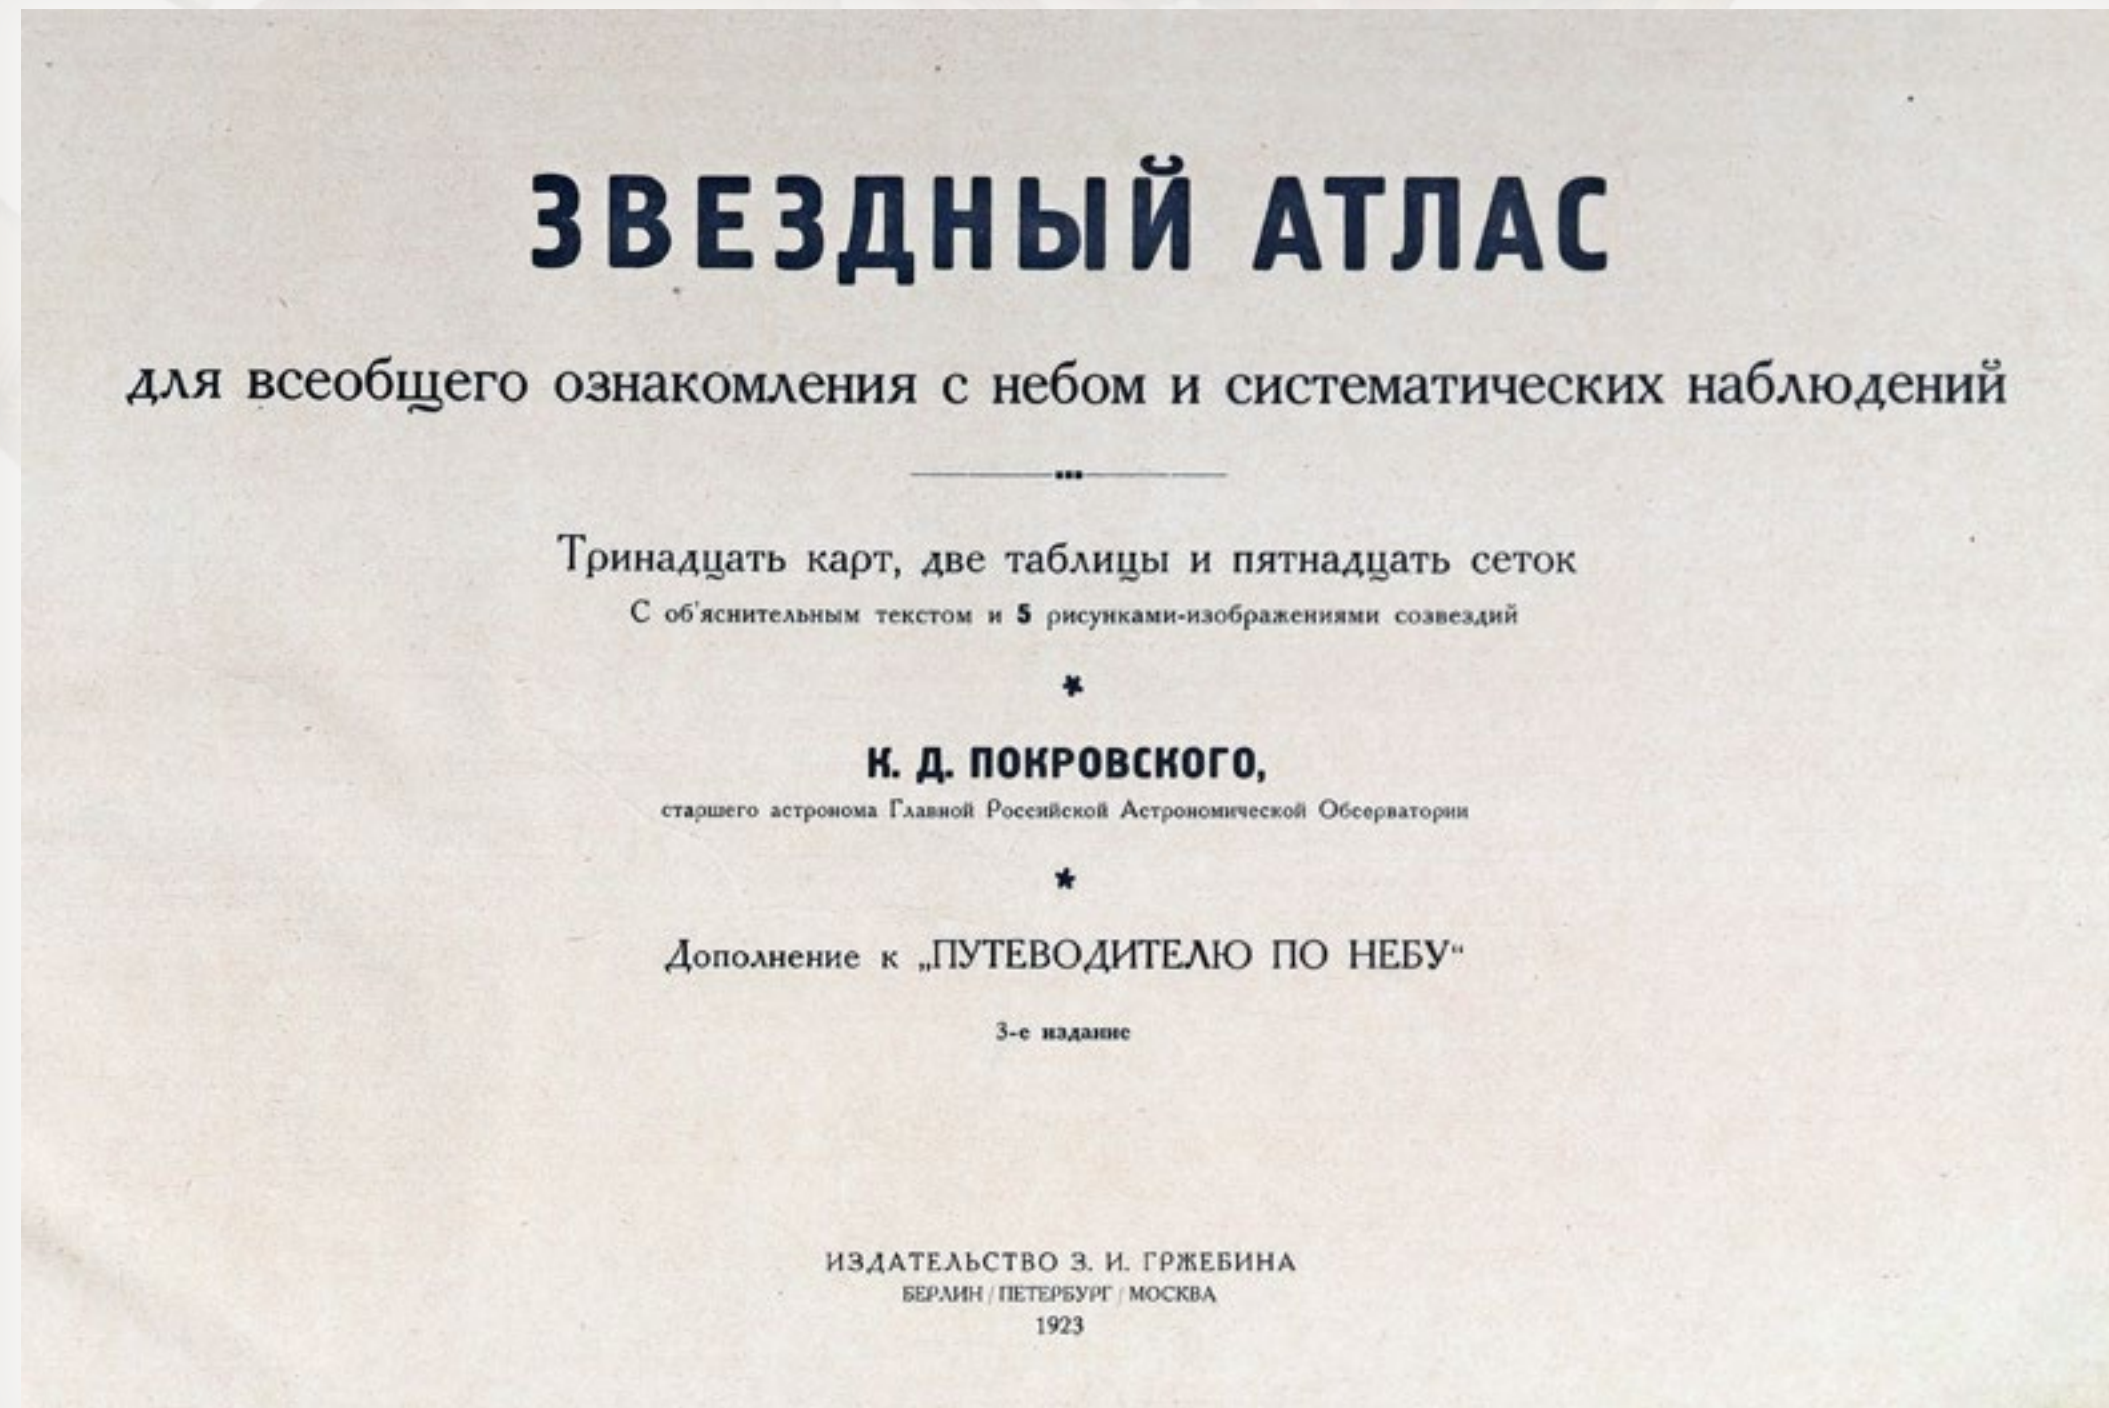 ЗВЕЗДНЫЙ АТЛАС
для всеобщего ознакомления с небом и систематических наблюдений
Тринадцать карт, две таблицы и пятнадцать сеток
С об'яснительным текстом и 5 рисунками-изображениями созвездий
К. Д. ПОКРОВСКОГО,
старшего астронома Главной Российской Астрономической Обсерватории
Дополнение к „ПУТЕВОДИТЕЛЮ ПО НЕБУ“
3-е издание
ИЗДАТЕЛЬСТВО З. И. ГРЖЕБИНА
БЕРЛИН / ПЕТЕРБУРГ / МОСКВА
1923